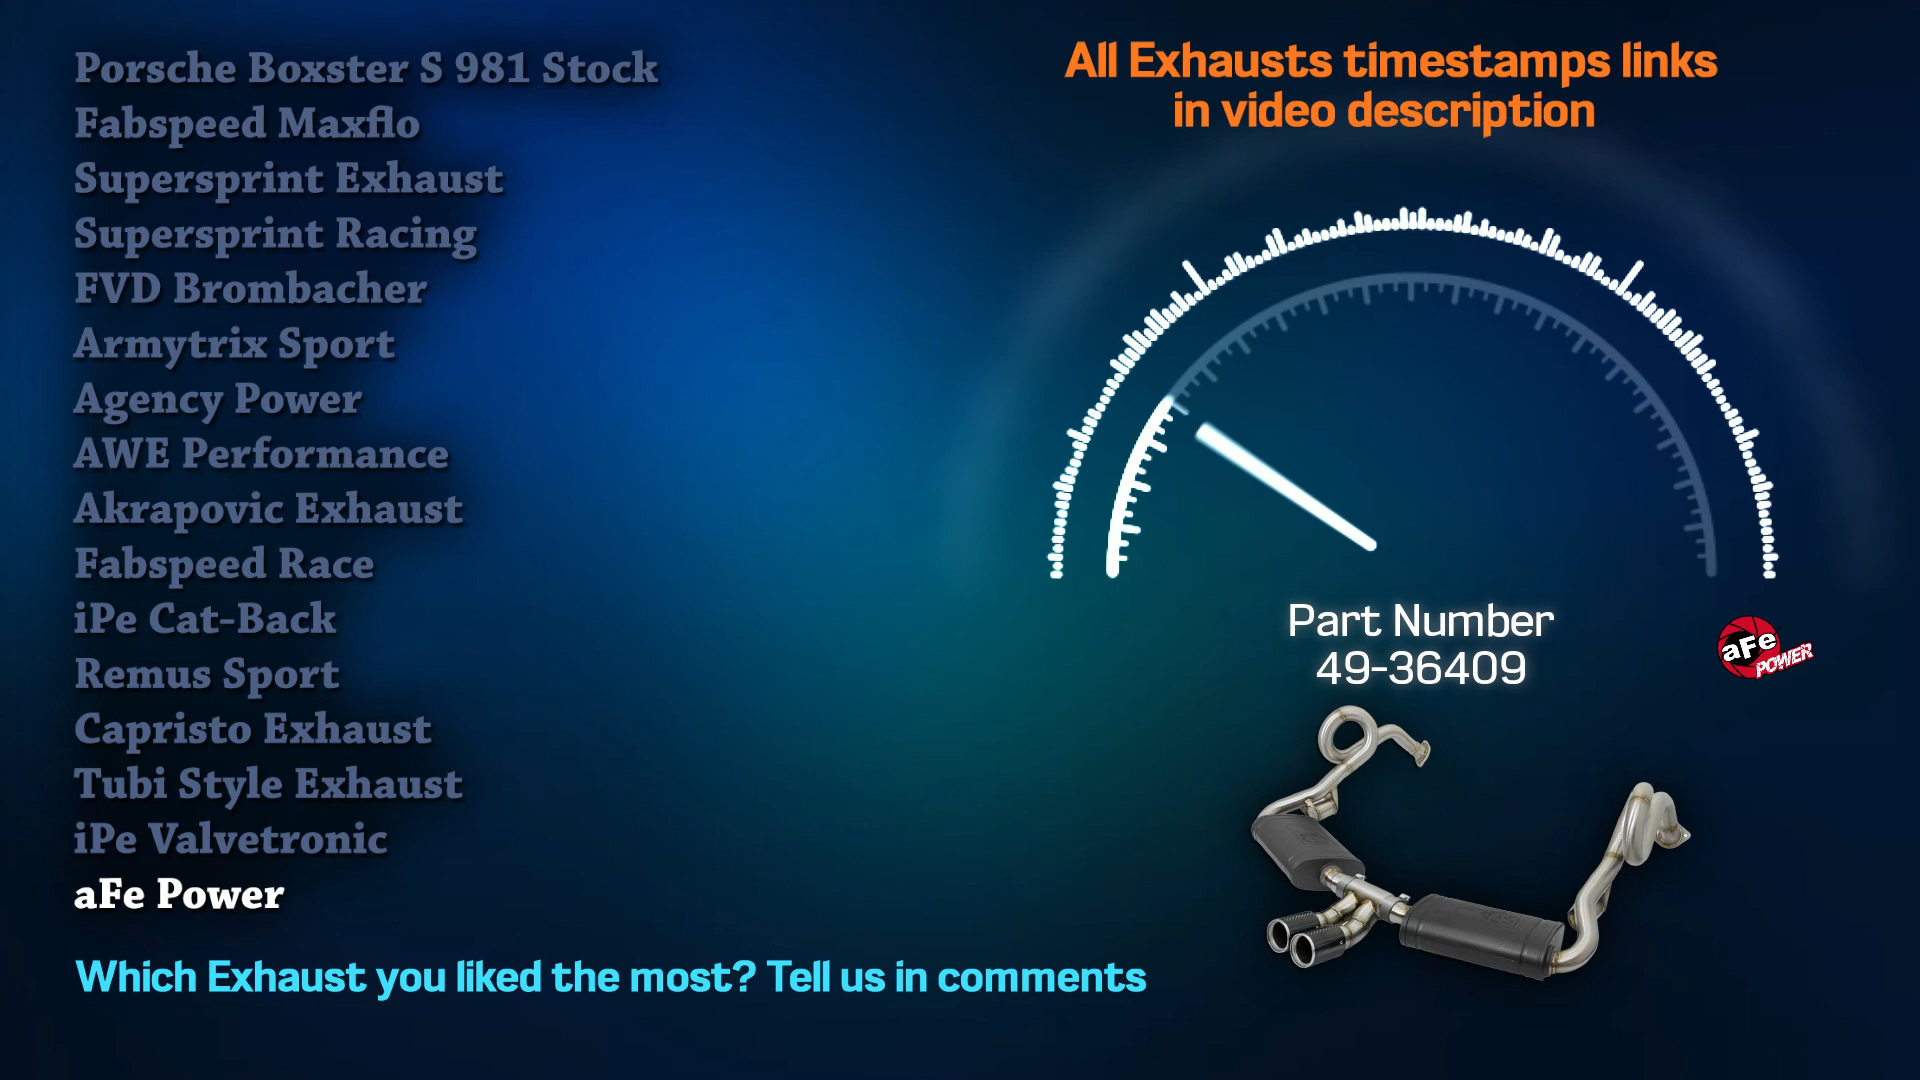 Porsche Boxster S 981 Stock
Fabspeed Maxflo
Supersprint Exhaust
Supersprint Racing
FVD Brombacher
Armytrix Sport
Agency Power
AWE Performance
Akrapovic Exhaust
Fabspeed Race
iPe Cat-Back
Remus Sport
Capristo Exhaust
Tubi Style Exhaust
iPe Valvetronic
aFe Power
Which Exhaust you liked the most? Tell us in comments
All Exhausts timestamps links
in video description
Part Number
49-36409
aFe
POWER